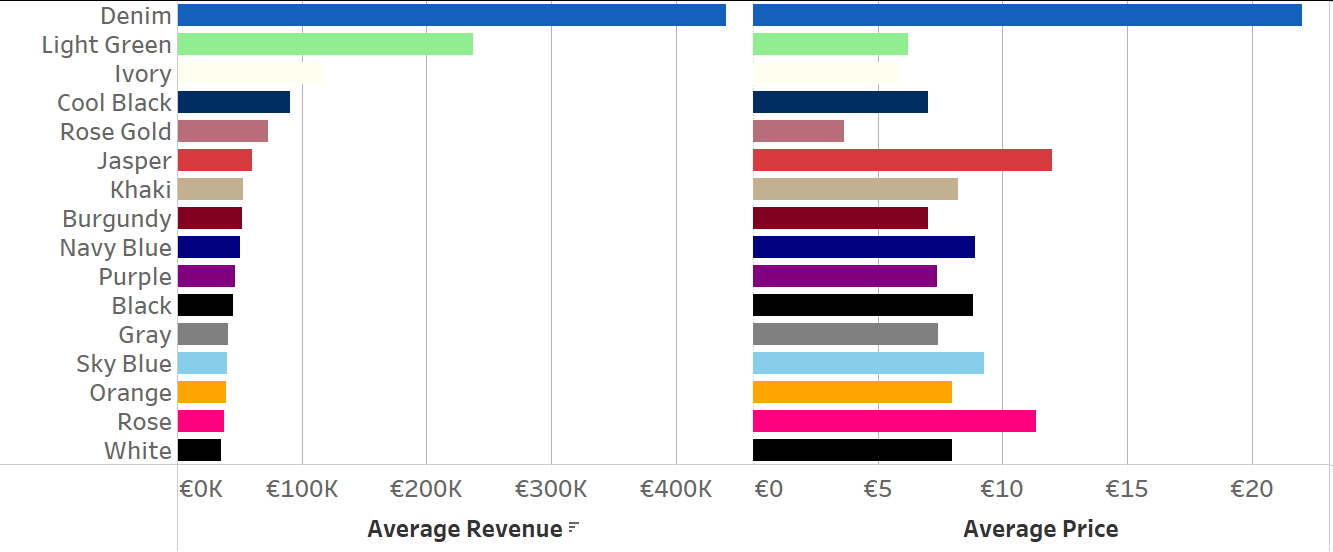 Denim
Light Green
Ivory
Cool Black
Rose Gold
Jasper
Khaki
Burgundy
Navy Blue
Purple
Black
Gray
Sky Blue
Orange
Rose
White
€0K €100K €200K €300K €400K €0 €5 €10 €15 €20
Average Revenue Average Price